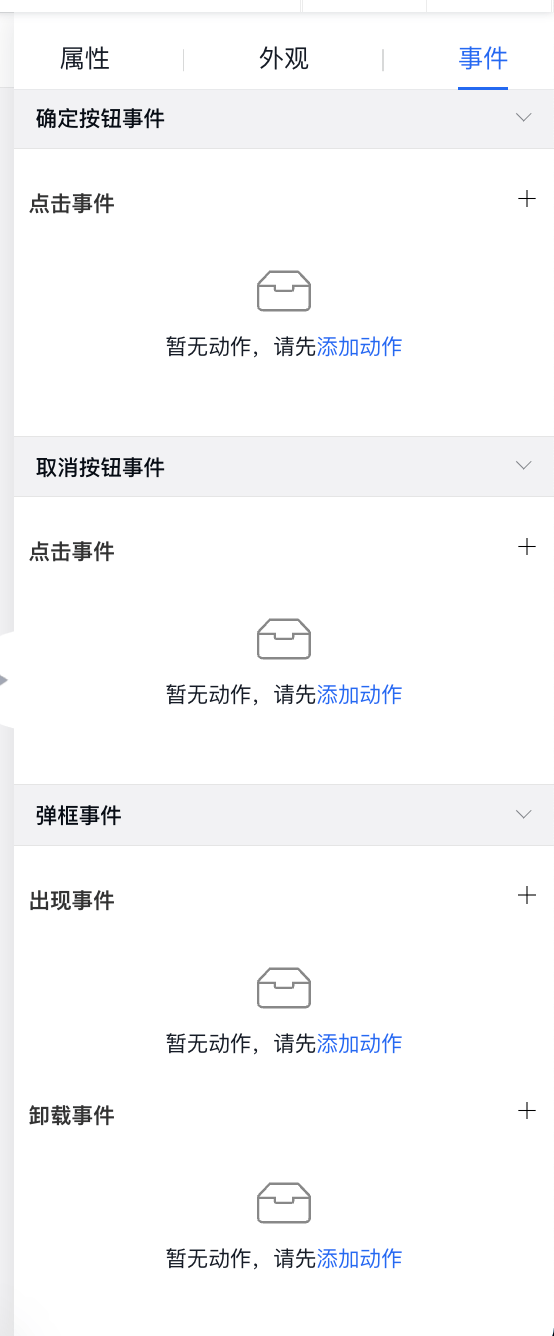 属性 外观 事件
确定按钮事件
点击事件
暂无动作，请先添加动作
取消按钮事件
点击事件
暂无动作，请先添加动作
弹框事件
出现事件
暂无动作，请先添加动作
卸载事件
暂无动作，请先添加动作